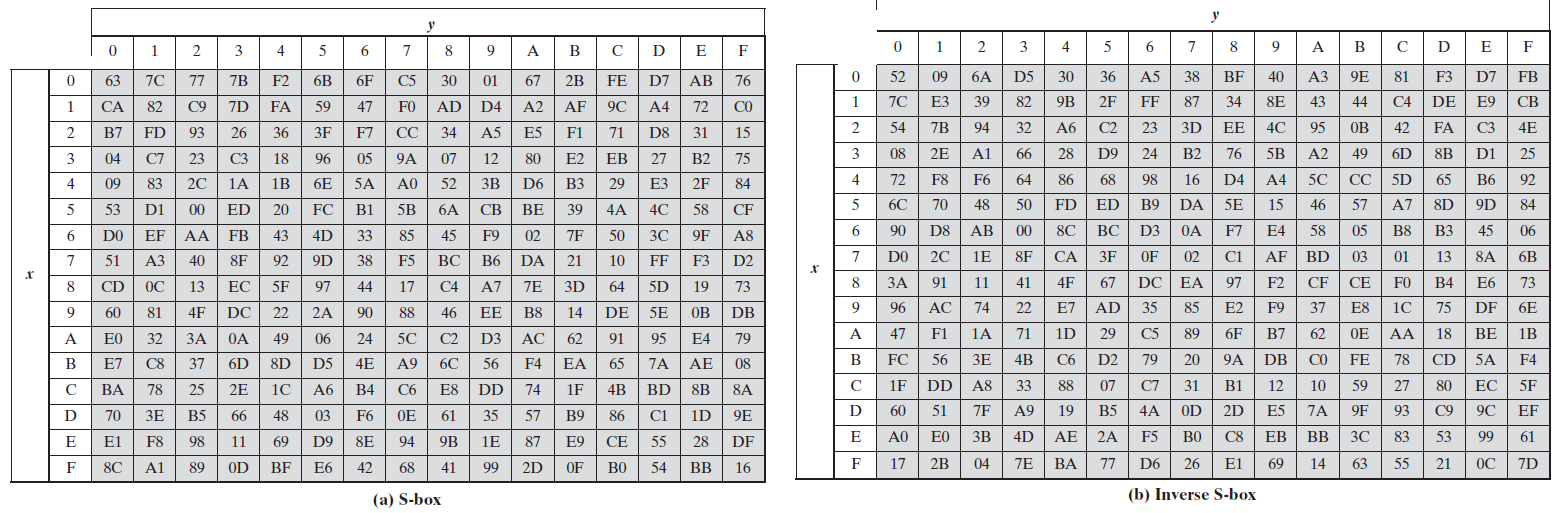 y
0 1 2 3 4 5 6 7 8 9 A B C D E F
0 63 7C 77 7B F2 6B 6F C5 30 01 67 2B FE D7 AB 76
1 CA 82 C9 7D FA 59 47 F0 AD D4 A2 AF 9C A4 72 C0
2 B7 FD 93 26 36 3F F7 CC 34 A5 E5 F1 71 D8 31 15
3 04 C7 23 C3 18 96 05 9A 07 12 80 E2 EB 27 B2 75
4 09 83 2C 1A 1B 6E 5A A0 52 3B D6 B3 29 E3 2F 84
5 53 D1 00 ED 20 FC B1 5B 6A CB BE 39 4A 4C 58 CF
6 D0 EF AA FB 43 4D 33 85 45 F9 02 7F 50 3C 9F A8
7 51 A3 40 8F 92 9D 38 F5 BC B6 DA 21 10 FF F3 D2
x
8 CD 0C 13 EC 5F 97 44 17 C4 A7 7E 3D 64 5D 19 73
9 60 81 4F DC 22 2A 90 88 46 EE B8 14 DE 5E 0B DB
A E0 32 3A 0A 49 06 24 5C C2 D3 AC 62 91 95 E4 79
B E7 C8 37 6D 8D D5 4E A9 6C 56 F4 EA 65 7A AE 08
C BA 78 25 2E 1C A6 B4 C6 E8 DD 74 1F 4B BD 8B 8A
D 70 3E B5 66 48 03 F6 0E 61 35 57 B9 86 C1 1D 9E
E E1 F8 98 11 69 D9 8E 94 9B 1E 87 E9 CE 55 28 DF
F 8C A1 89 0D BF E6 42 68 41 99 2D 0F B0 54 BB 16
(a) S-box
y
0 1 2 3 4 5 6 7 8 9 A B C D E F
0 52 09 6A D5 30 36 A5 38 BF 40 A3 9E 81 F3 D7 FB
1 7C E3 39 82 9B 2F FF 87 34 8E 43 44 C4 DE E9 CB
2 54 7B 94 32 A6 C2 23 3D EE 4C 95 0B 42 FA C3 4E
3 08 2E A1 66 28 D9 24 B2 76 5B A2 49 6D 8B D1 25
4 72 F8 F6 64 86 68 98 16 D4 A4 5C CC 5D 65 B6 92
5 6C 70 48 50 FD ED B9 DA 5E 15 46 57 A7 8D 9D 84
6 90 D8 AB 00 8C BC D3 0A F7 E4 58 05 B8 B3 45 06
7 D0 2C 1E 8F CA 3F 0F 02 C1 AF BD 03 01 13 8A 6B
x
8 3A 91 11 41 4F 67 DC EA 97 F2 CF CE F0 B4 E6 73
9 96 AC 74 22 E7 AD 35 85 E2 F9 37 E8 1C 75 DF 6E
A 47 F1 1A 71 1D 29 C5 89 6F B7 62 0E AA 18 BE 1B
B FC 56 3E 4B C6 D2 79 20 9A DB C0 FE 78 CD 5A F4
C 1F DD A8 33 88 07 C7 31 B1 12 10 59 27 80 EC 5F
D 60 51 7F A9 19 B5 4A 0D 2D E5 7A 9F 93 C9 9C EF
E A0 E0 3B 4D AE 2A F5 B0 C8 EB BB 3C 83 53 99 61
F 17 2B 04 7E BA 77 D6 26 E1 69 14 63 55 21 0C 7D
(b) Inverse S-box